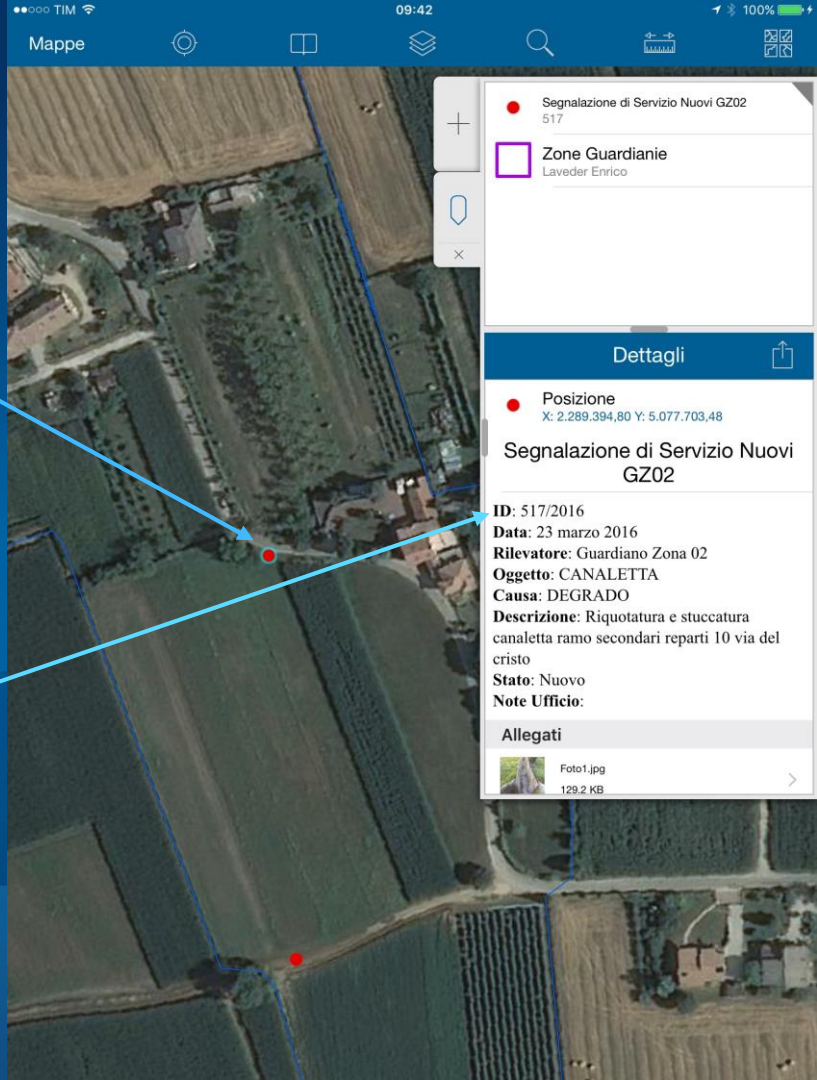 TIM 09:42 100%
Mappe
Segnalazione di Servizio Nuovi GZ02
517
Zone Guardianie
Laveder Enrico
Dettagli
Posizione
X: 2.289.394,80 Y: 5.077.703,48
Segnalazione di Servizio Nuovi
GZ02
ID: 517/2016
Data: 23 marzo 2016
Rilevatore: Guardiano Zona 02
Oggetto: CANALETTA
Causa: DEGRADO
Descrizione: Riquotatura e stuccatura
canaletta ramo secondari reparti 10 via del
cristo
Stato: Nuovo
Note Ufficio:
Allegati
Foto1.jpg
129.2 KB